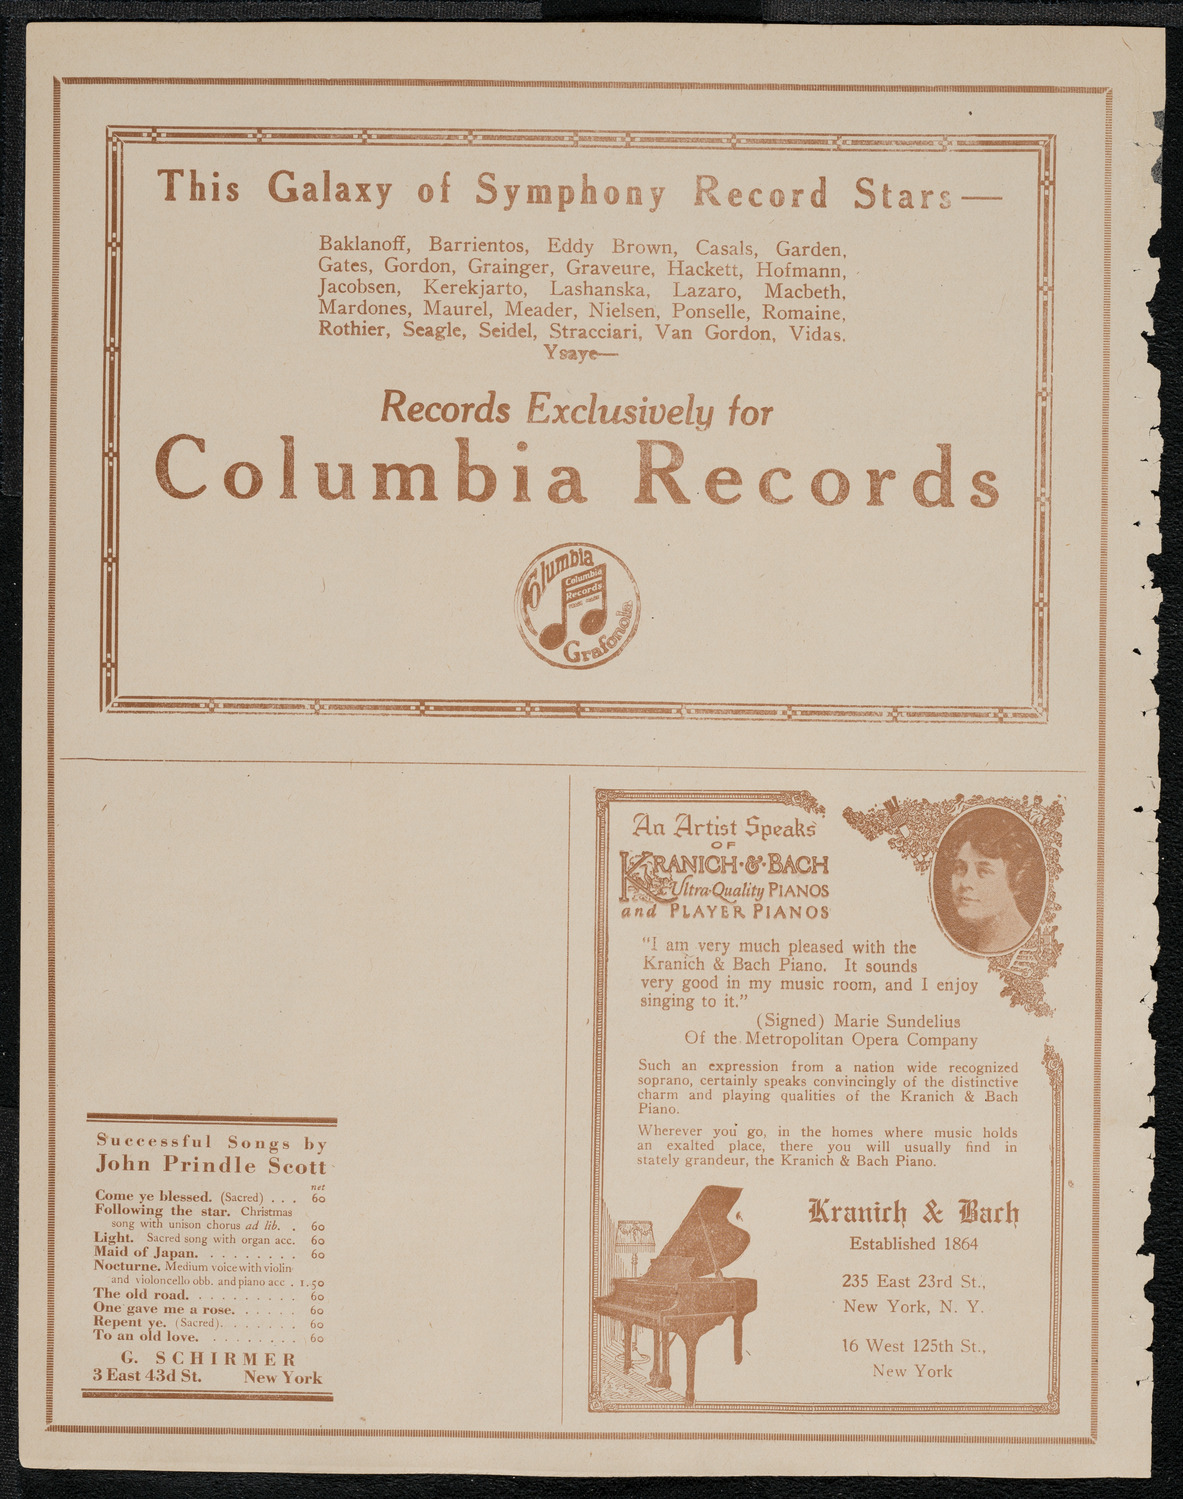 This Galaxy of Symphony Record Stars—
Baklanoff, Barrientos, Eddy Brown, Casals, Garden,
Gates, Gordon, Grainger, Graveure, Hackett, Hofmann,
Jacobsen, Kerekjarto, Lashanska, Lazaro, Macbeth,
Mardones, Maurel, Meader, Nielsen, Ponselle, Romaine,
Rothier, Seagle, Seidel, Stracciari, Van Gordon, Vidas.
Ysaye—
Records Exclusively for
Columbia Records
Columbia
Columbia
Records
Grafonola
Successful Songs by
John Prindle Scott
net
Come ye blessed. (Sacred) . . . 60
Following the star. Christmas
song with unison chorus ad lib. . 60
Light. Sacred song with organ acc. 60
Maid of Japan. . . . . . . . . 60
Nocturne. Medium voice with violin
and violoncello obb. and piano acc . 1.50
The old road. . . . . . . . . . 60
One gave me a rose. . . . . . 60
Repent ye. (Sacred). . . . . . . 60
To an old love. . . . . . . . . 60
G. SCHIRMER
3 East 43d St. New York
An Artist Speaks
OF
KRANICH·&·BACH
Ultra-Quality PIANOS
and PLAYER PIANOS
"I am very much pleased with the
Kranich & Bach Piano. It sounds
very good in my music room, and I enjoy
singing to it."
(Signed) Marie Sundelius
Of the Metropolitan Opera Company
Such an expression from a nation wide recognized
soprano, certainly speaks convincingly of the distinctive
charm and playing qualities of the Kranich & Bach
Piano.
Wherever you go, in the homes where music holds
an exalted place, there you will usually find in
stately grandeur, the Kranich & Bach Piano.
Kranich & Bach
Established 1864
235 East 23rd St.,
New York, N. Y.
16 West 125th St.,
New York